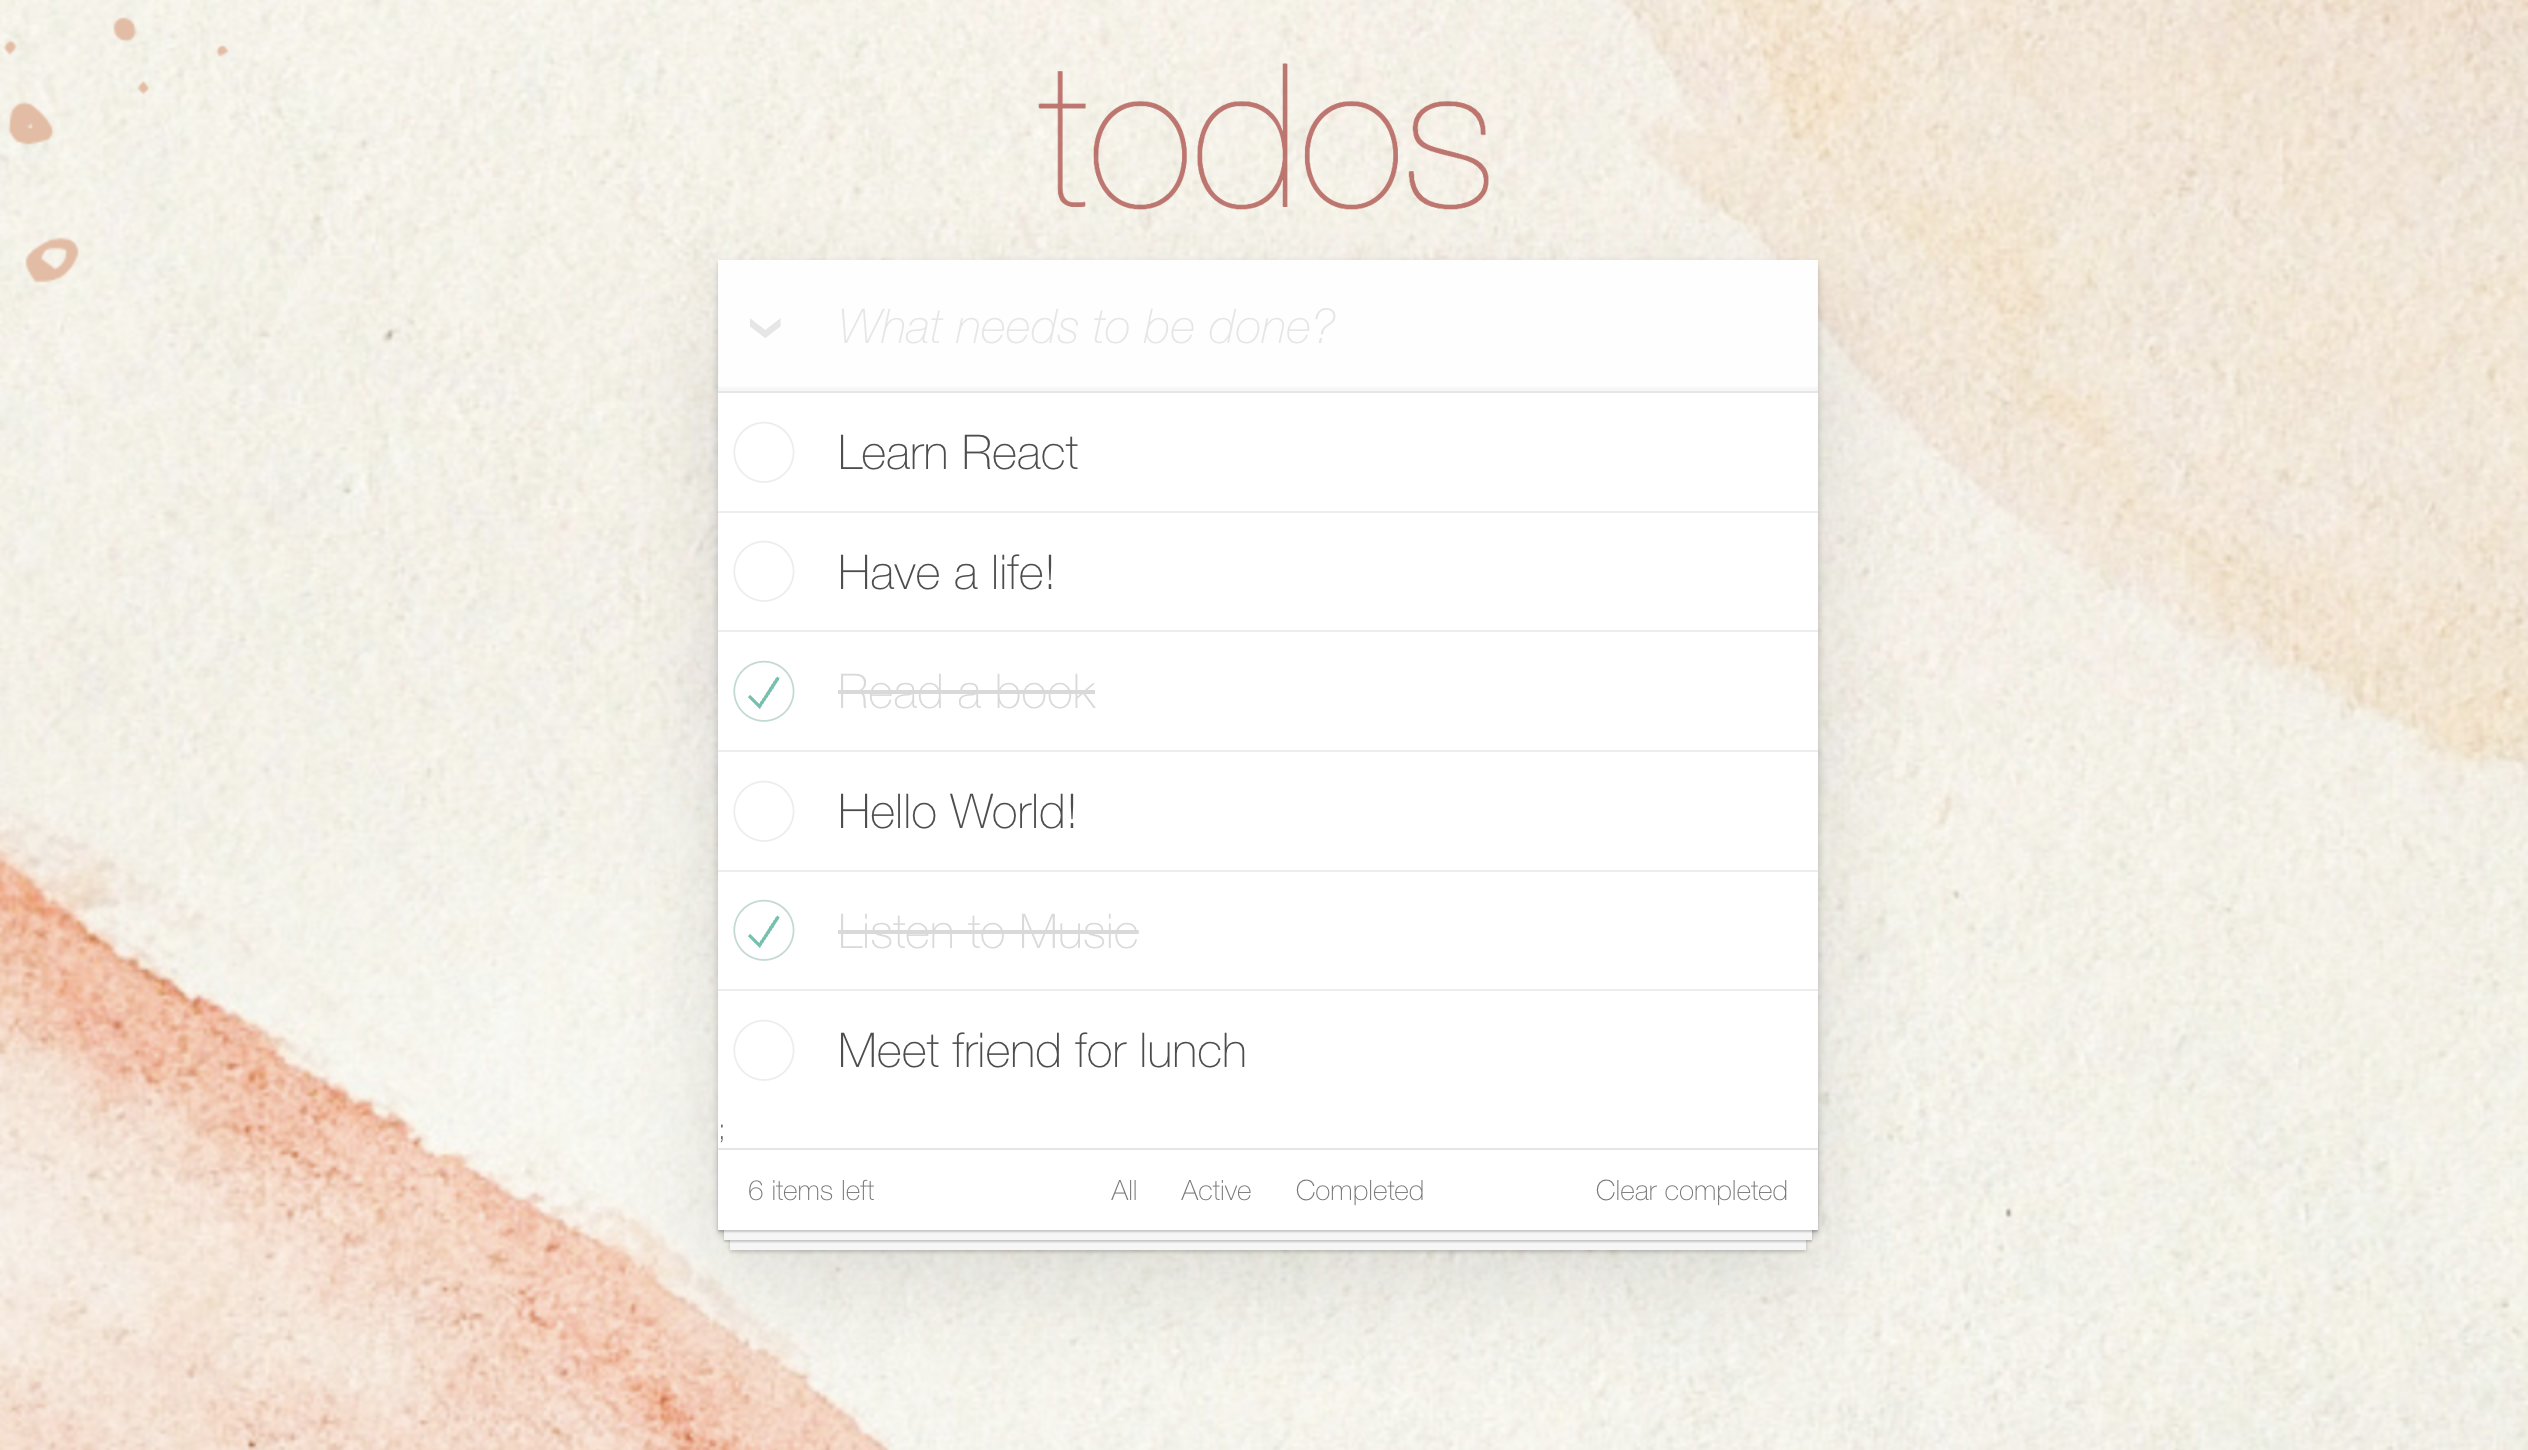 todos
What needs to be done?
Learn React
Have a life!
Read a book
Hello World!
Listen to Music
Meet friend for lunch
;
6 items left All Active Completed Clear completed